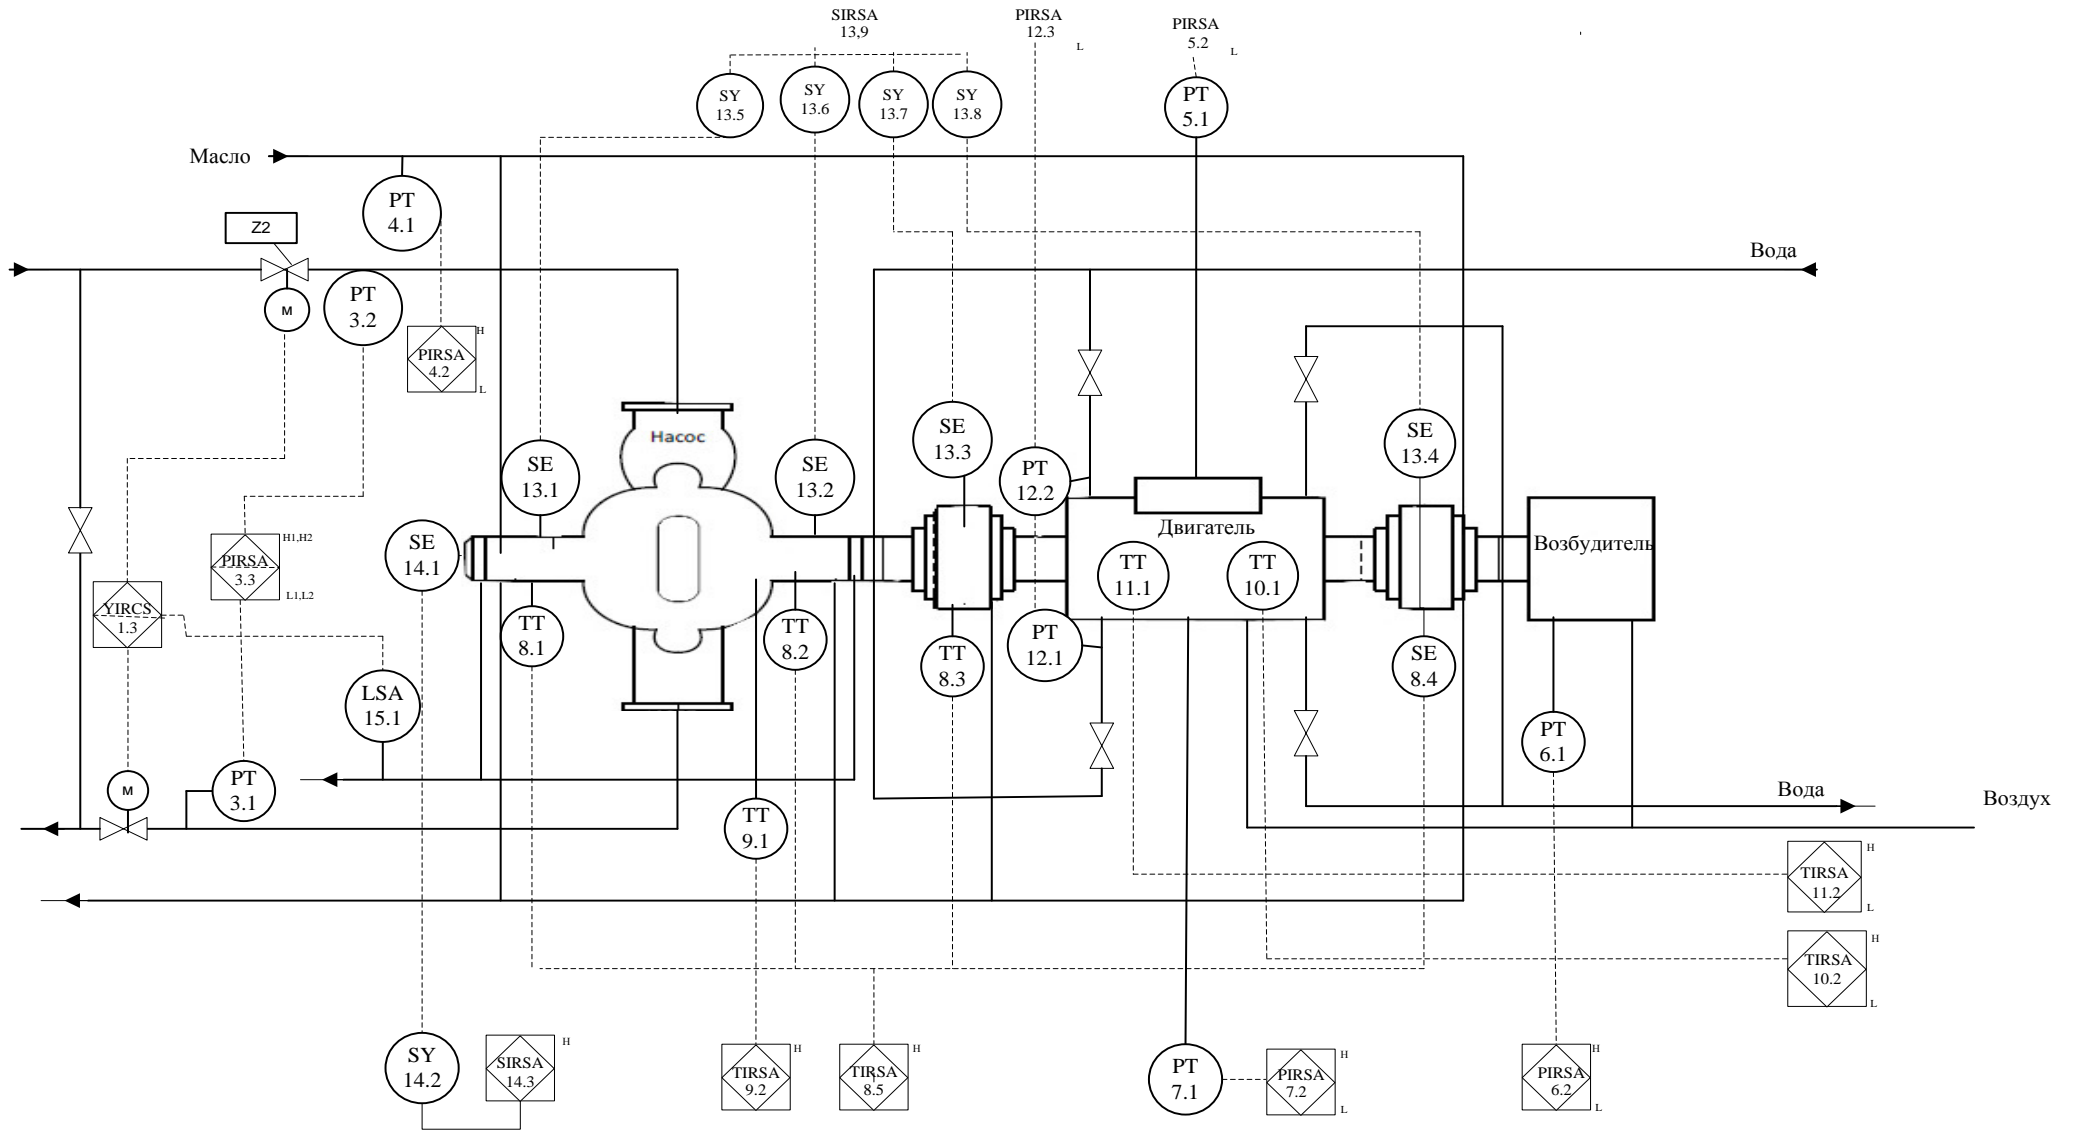 SIRSA
13,9
PIRSA
12.3
L
PIRSA
5.2
L
SY
13.5
SY
13.6
SY
13.7
SY
13.8
PT
5.1
Масло
PT
4.1
Z2
M
PT
3.2
PIRSA
4.2
H
L
Вода
Насос
SE
13.1
SE
13.2
SE
13.3
PT
12.2
SE
13.4
SE
14.1
Двигатель
Возбудитель
TT
11.1
TT
10.1
PIRSA
3.3
H1,H2
L1,L2
YIRCS
1.3
TT
8.1
TT
8.2
TT
8.3
PT
12.1
SE
8.4
LSA
15.1
PT
6.1
M
PT
3.1
TT
9.1
Вода
Воздух
TIRSA
11.2
H
L
TIRSA
10.2
H
L
SY
14.2
SIRSA
14.3
H
TIRSA
9.2
H
TIRSA
8.5
H
PT
7.1
PIRSA
7.2
H
L
PIRSA
6.2
H
L